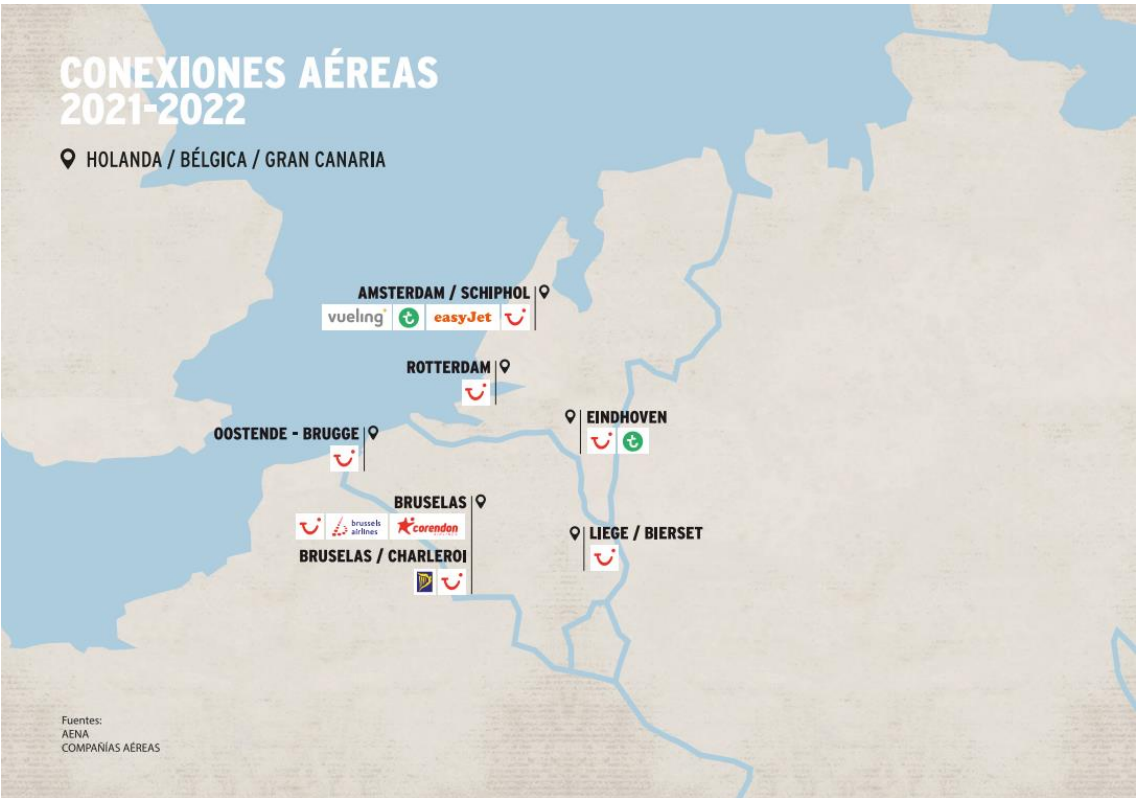 CONEXIONES AÉREAS
2021-2022
HOLANDA / BÉLGICA / GRAN CANARIA
AMSTERDAM / SCHIPHOL
vueling t easyJet
ROTTERDAM
EINDHOVEN
t
OOSTENDE - BRUGGE
BRUSELAS
brussels
airlines
corendon
LIEGE / BIERSET
BRUSELAS / CHARLEROI
Fuentes:
AENA
COMPAÑÍAS AÉREAS